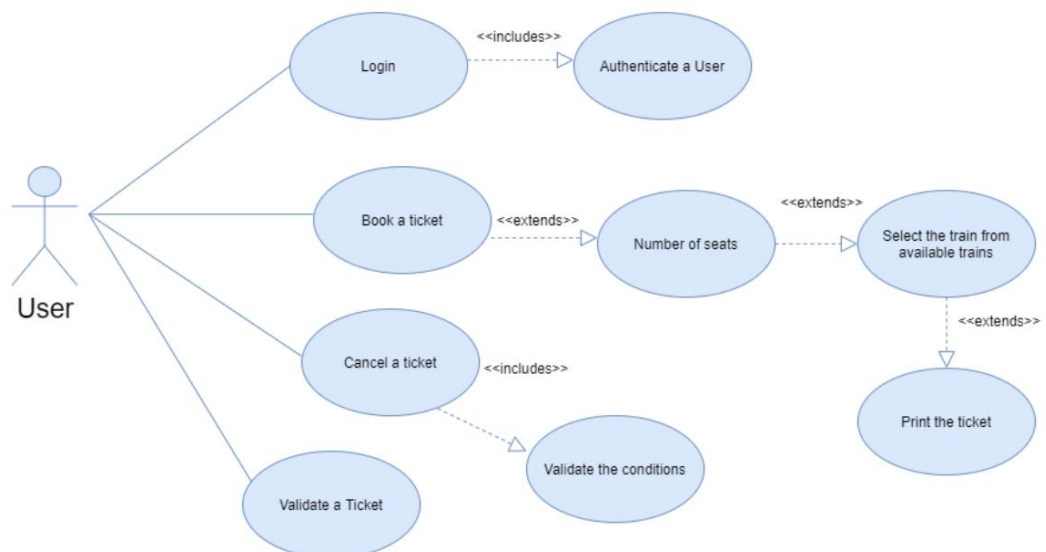 <<includes>>
Login
Authenticate a User
Book a ticket
<<extends>>
Number of seats
<<extends>>
Select the train from
available trains
User
<<extends>>
Cancel a ticket
<<includes>>
Print the ticket
Validate the conditions
Validate a Ticket